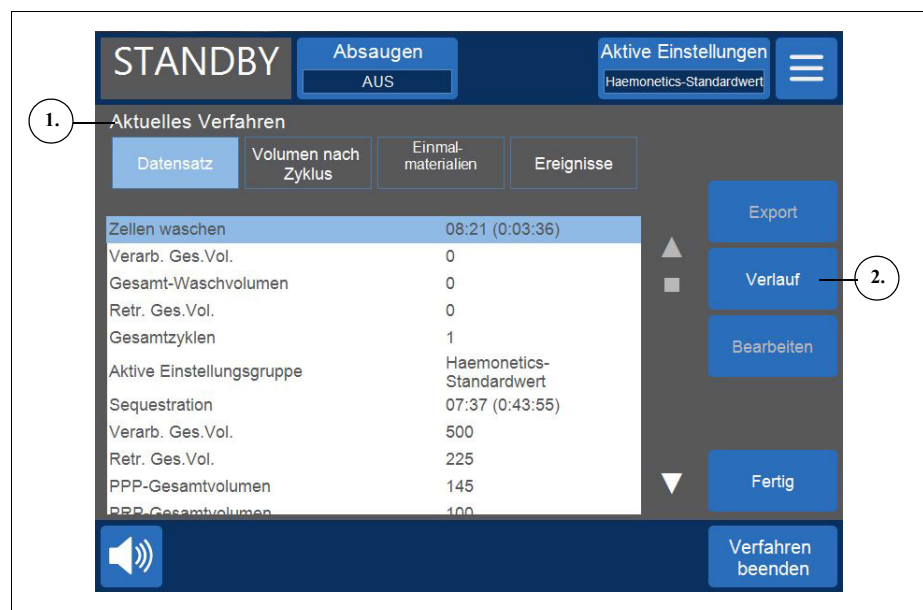 STANDBY
Absaugen
AUS
Aktive Einstellungen
Haemonetics-Standardwert
1.
Aktuelles Verfahren
Datensatz
Volumen nach
Zyklus
Einmal-
materialien
Ereignisse
Zellen waschen 08:21 (0:03:36)
Verarb. Ges.Vol. 0
Gesamt-Waschvolumen 0
Retr. Ges.Vol. 0
Gesamtzyklen 1
Aktive Einstellungsgruppe Haemonetics-
Standardwert
Sequestration 07:37 (0:43:55)
Verarb. Ges.Vol. 500
Retr. Ges.Vol. 225
PPP-Gesamtvolumen 145
PRP-Gesamtvolumen 100
Export
Verlauf
2.
Bearbeiten
Fertig
Verfahren
beenden